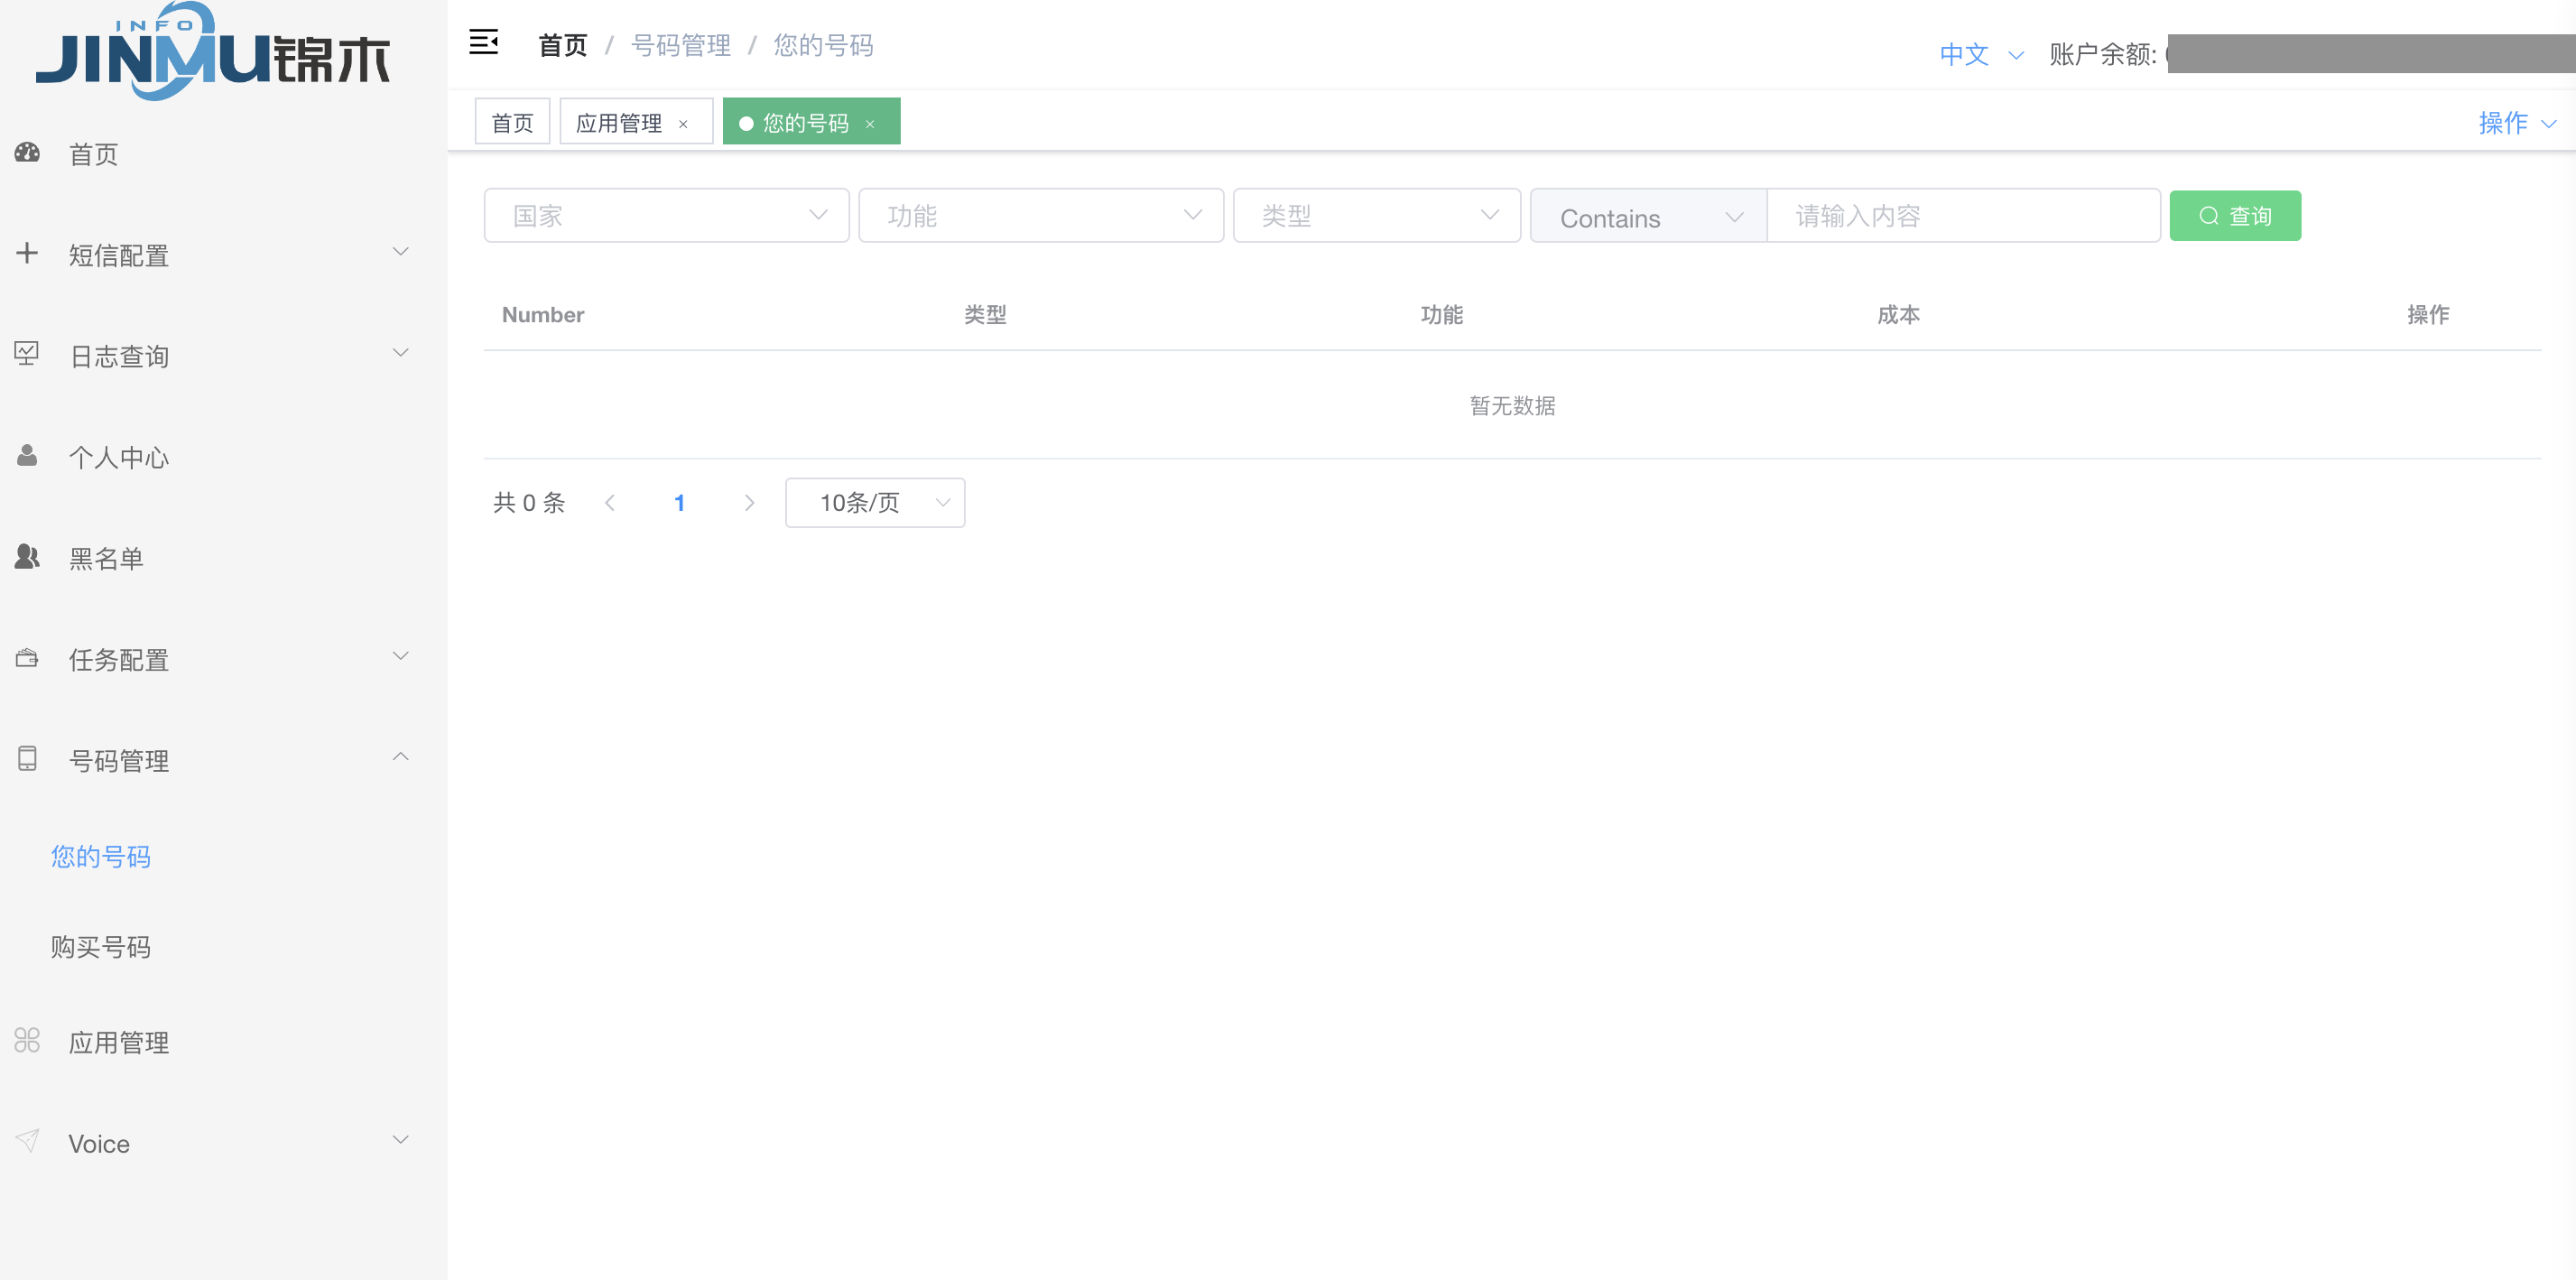 INFO
JINMU锦木
首页
短信配置
日志查询
个人中心
黑名单
任务配置
号码管理
您的号码
购买号码
应用管理
Voice
首页 / 号码管理 / 您的号码
中文 账户余额:
首页 应用管理 × 您的号码 ×
操作
国家 功能 类型 Contains 请输入内容 查询
Number 类型 功能 成本 操作
暂无数据
共 0 条 1 10条/页